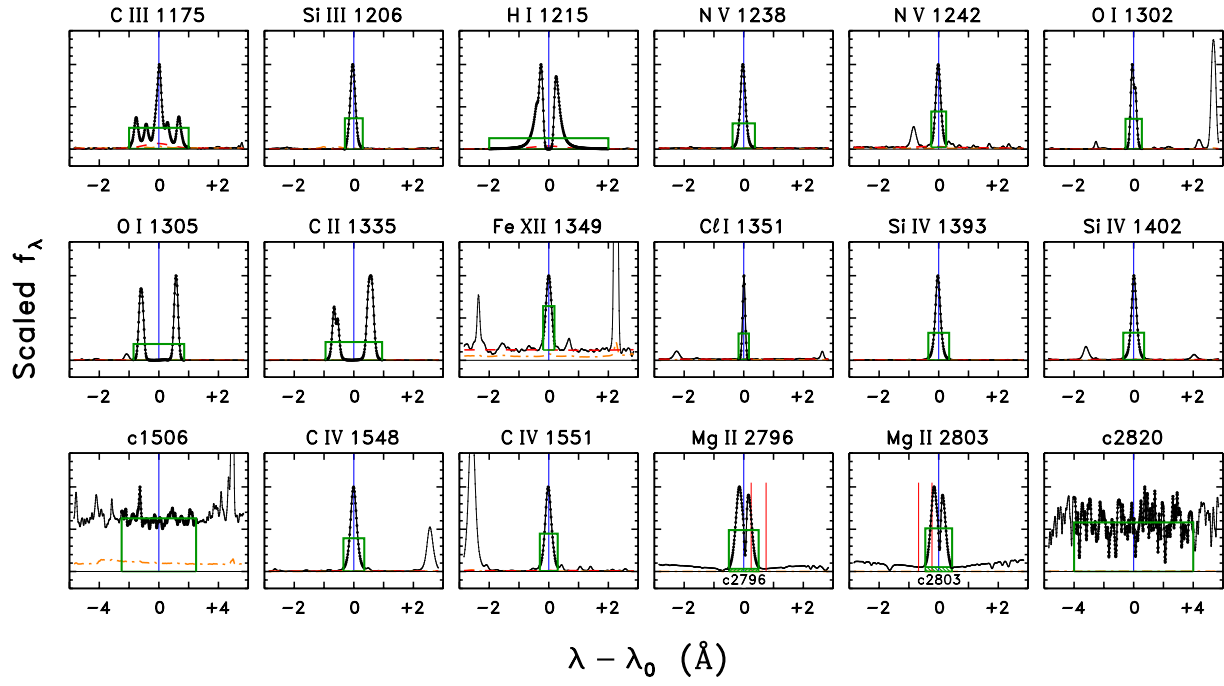 C III 1175 Si III 1206 H I 1215 N V 1238 N V 1242 O I 1302
−2 0 +2 −2 0 +2 −2 0 +2 −2 0 +2 −2 0 +2 −2 0 +2
O I 1305 C II 1335 Fe XII 1349 Cℓ I 1351 Si IV 1393 Si IV 1402
Scaled f_λ
−2 0 +2 −2 0 +2 −2 0 +2 −2 0 +2 −2 0 +2 −2 0 +2
c1506 C IV 1548 C IV 1551 Mg II 2796 Mg II 2803 c2820
c2796 c2803
−4 0 +4 −2 0 +2 −2 0 +2 −2 0 +2 −2 0 +2 −4 0 +4
λ − λ₀ (Å)